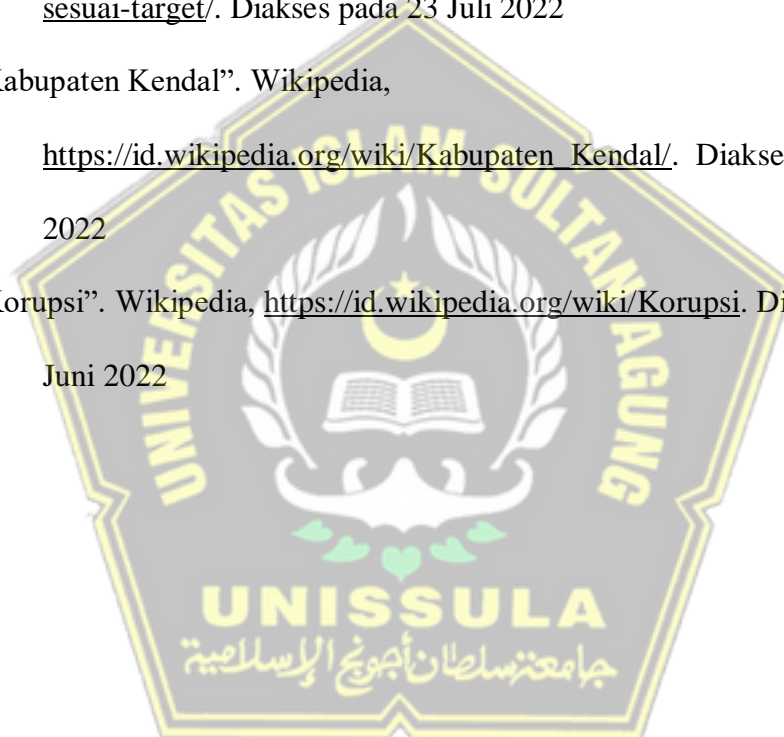 sesuai-target/. Diakses pada 23 Juli 2022
Kabupaten Kendal”. Wikipedia,
https://id.wikipedia.org/wiki/Kabupaten_Kendal/. Diakse
2022
Korupsi”. Wikipedia, https://id.wikipedia.org/wiki/Korupsi. Di
Juni 2022
UNIVERSITAS ISLAM SULTAN AGUNG
UNISSULA
جامعة سلطان أجونج الإسلامية